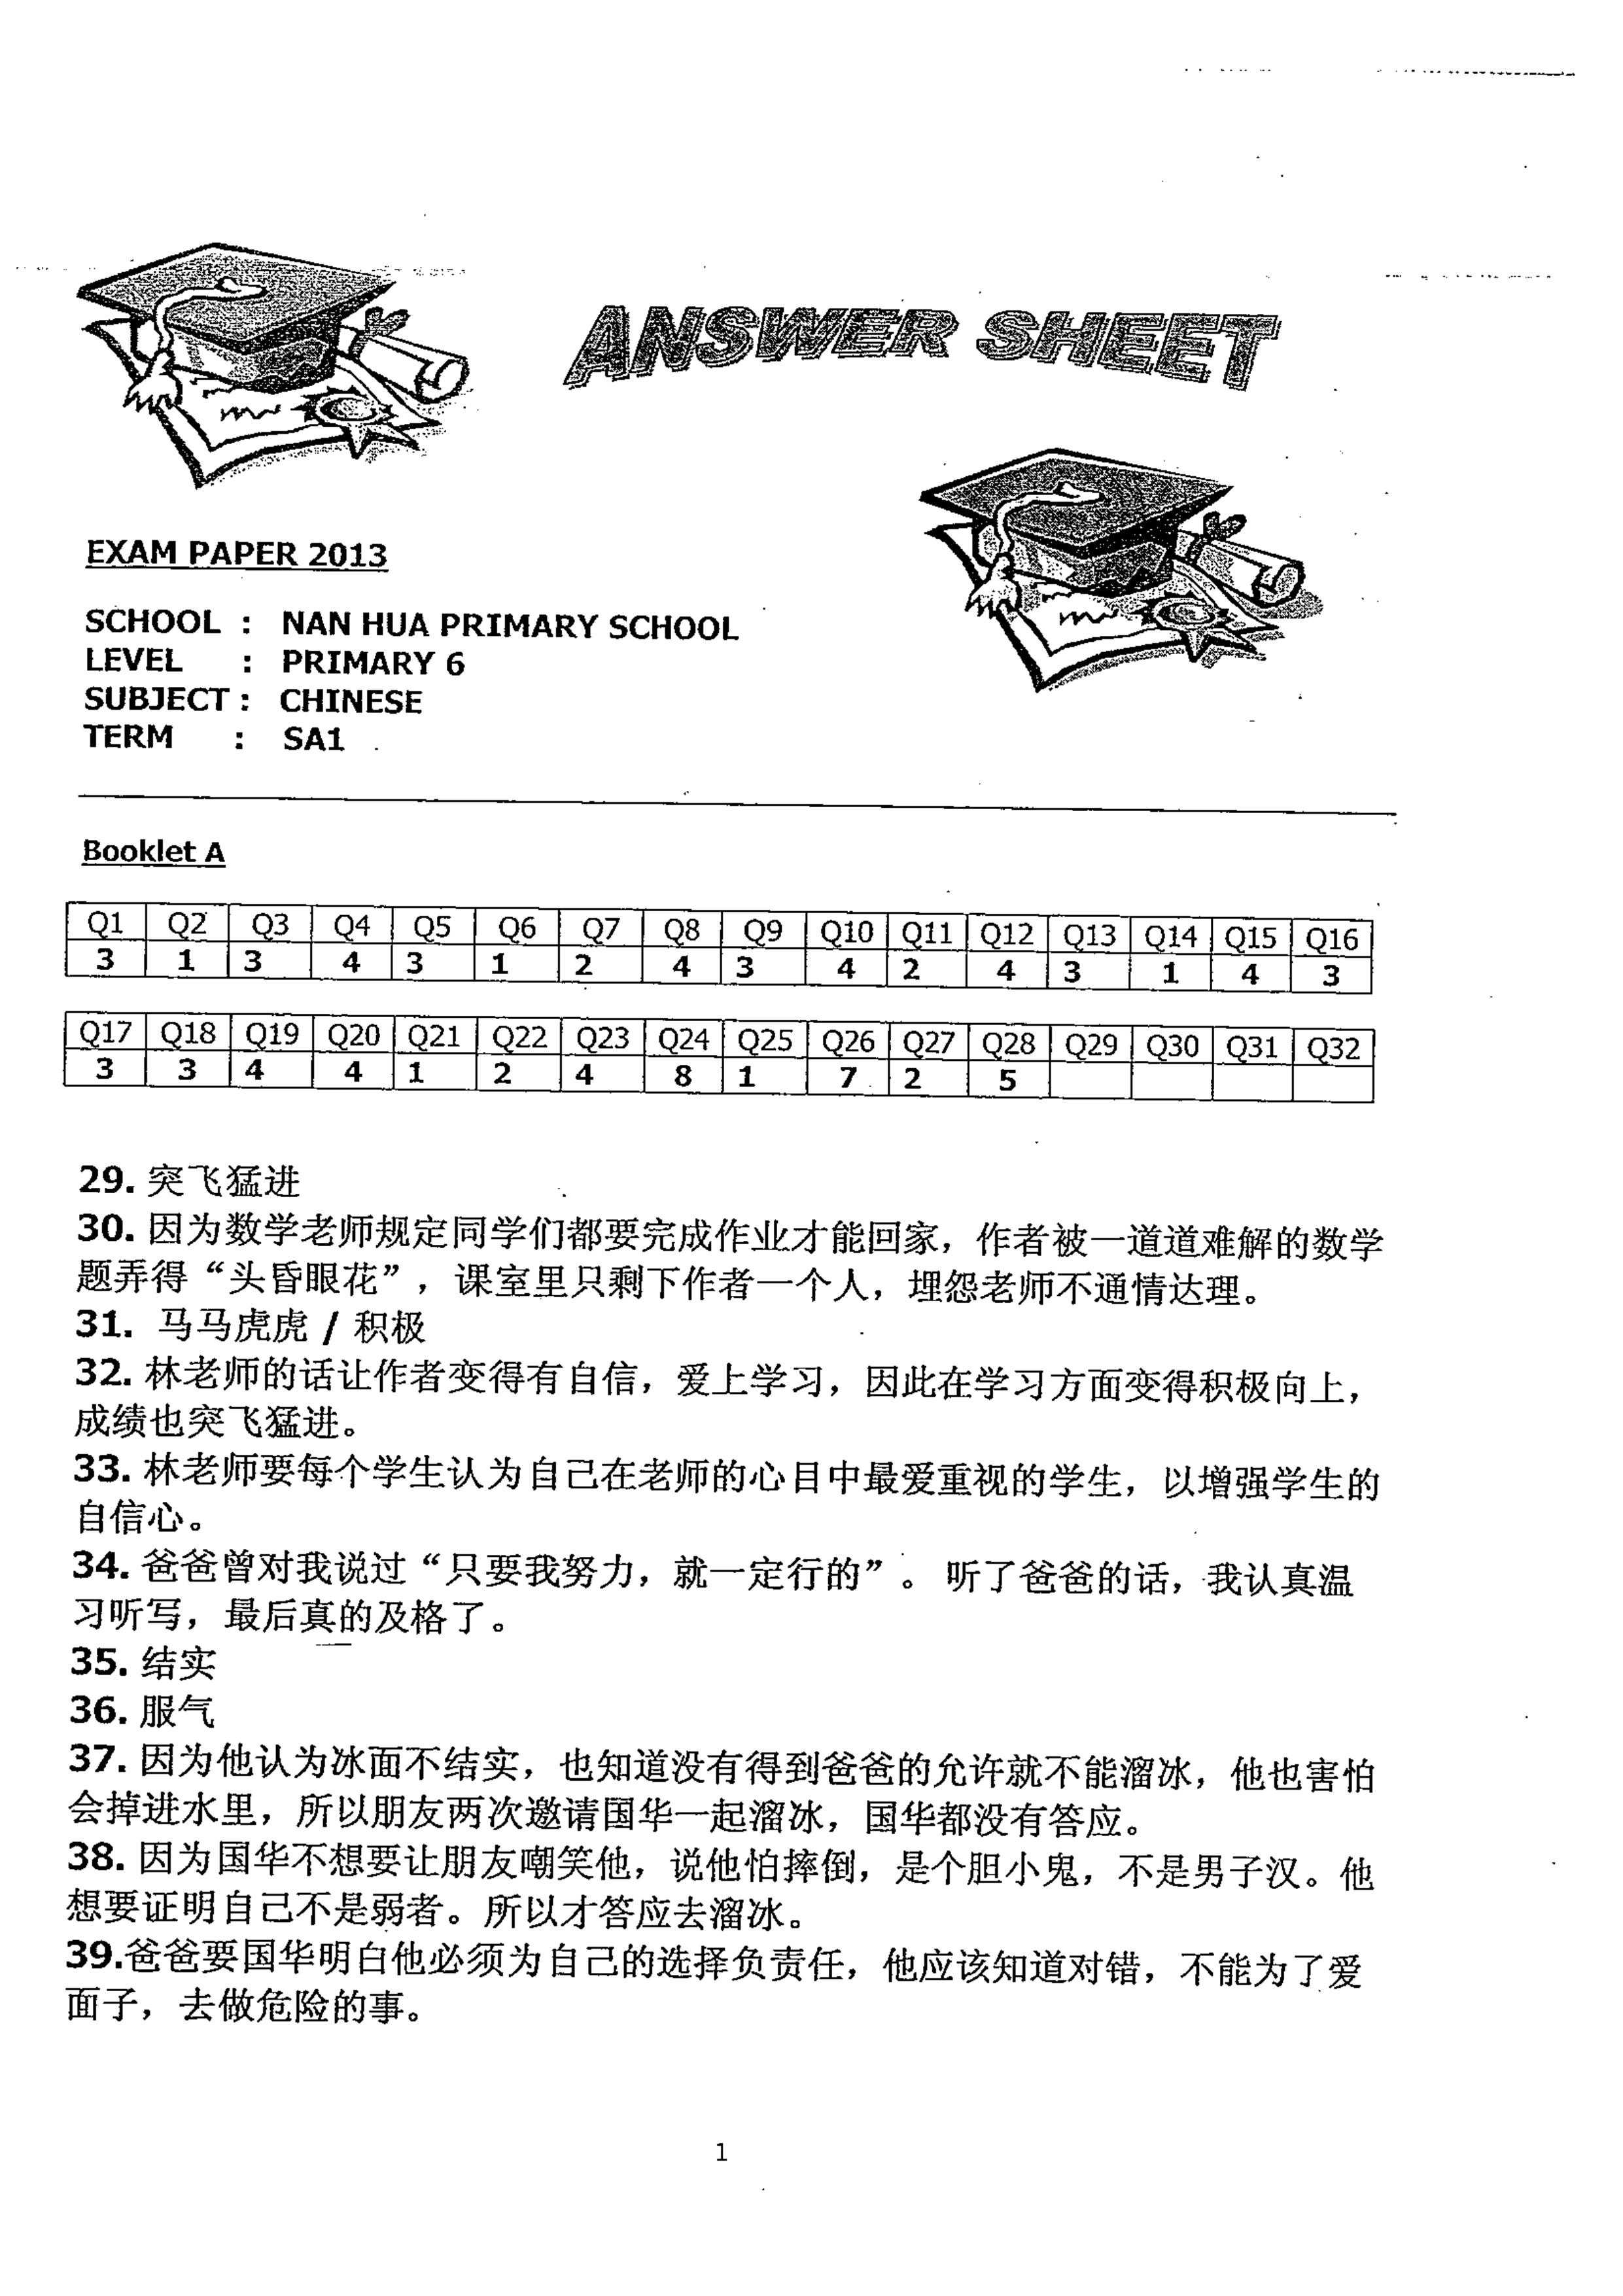 ANSWER SHEET
EXAM PAPER 2013
SCHOOL : NAN HUA PRIMARY SCHOOL
LEVEL : PRIMARY 6
SUBJECT : CHINESE
TERM : SA1
Booklet A
Q1 Q2 Q3 Q4 Q5 Q6 Q7 Q8 Q9 Q10 Q11 Q12 Q13 Q14 Q15 Q16
3 1 3 4 3 1 2 4 3 4 2 4 3 1 4 3
Q17 Q18 Q19 Q20 Q21 Q22 Q23 Q24 Q25 Q26 Q27 Q28 Q29 Q30 Q31 Q32
3 3 4 4 1 2 4 8 1 7 2 5
29. 突飞猛进
30. 因为数学老师规定同学们都要完成作业才能回家，作者被一道道难解的数学
题弄得“头昏眼花”，课室里只剩下作者一个人，埋怨老师不通情达理。
31. 马马虎虎 / 积极
32. 林老师的话让作者变得有自信，爱上学习，因此在学习方面变得积极向上，
成绩也突飞猛进。
33. 林老师要每个学生认为自己在老师的心目中最爱重视的学生，以增强学生的
自信心。
34. 爸爸曾对我说过“只要我努力，就一定行的”。听了爸爸的话，我认真温
习听写，最后真的及格了。
35. 结实
36. 服气
37. 因为他认为冰面不结实，也知道没有得到爸爸的允许就不能溜冰，他也害怕
会掉进水里，所以朋友两次邀请国华一起溜冰，国华都没有答应。
38. 因为国华不想要让朋友嘲笑他，说他怕摔倒，是个胆小鬼，不是男子汉。他
想要证明自己不是弱者。所以才答应去溜冰。
39.爸爸要国华明白他必须为自己的选择负责任，他应该知道对错，不能为了爱
面子，去做危险的事。
1